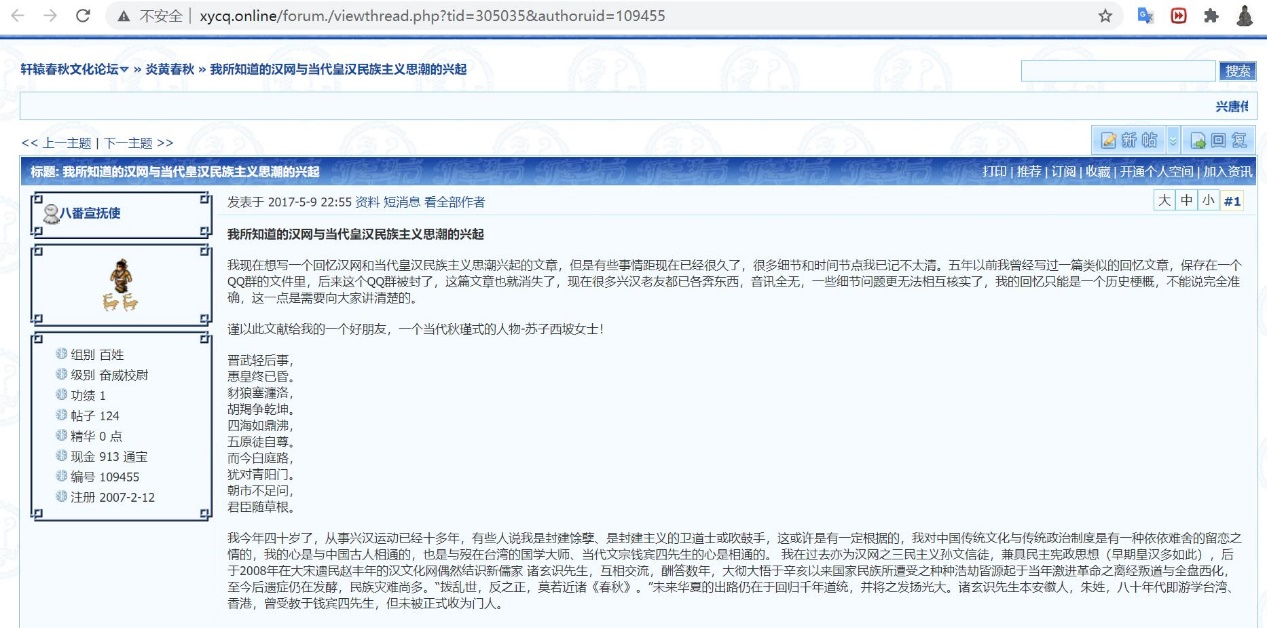 不安全 | xycq.online/forum./viewthread.php?tid=305035&authoruid=109455
轩辕春秋文化论坛 » 炎黄春秋 » 我所知道的汉网与当代皇汉民族主义思潮的兴起
搜索
兴唐传
<< 上一主题 | 下一主题 >>
新帖
回复
标题: 我所知道的汉网与当代皇汉民族主义思潮的兴起
打印 | 推荐 | 订阅 | 收藏 | 开通个人空间 | 加入资讯
八番宣抚使
组别 百姓
级别 奋威校尉
功绩 1
帖子 124
精华 0 点
现金 913 通宝
编号 109455
注册 2007-2-12
发表于 2017-5-9 22:55 资料 短消息 看全部作者
大 中 小 #1
我所知道的汉网与当代皇汉民族主义思潮的兴起
我现在想写一个回忆汉网和当代皇汉民族主义思潮兴起的文章，但是有些事情距现在已经很久了，很多细节和时间节点我已记不太清。五年以前我曾经写过一篇类似的回忆文章，保存在一个
QQ群的文件里，后来这个QQ群被封了，这篇文章也就消失了，现在很多兴汉老友都已各奔东西，音讯全无，一些细节问题更无法相互核实了，我的回忆只能是一个历史梗概，不能说完全准
确，这一点是需要向大家讲清楚的。
谨以此文献给我的一个好朋友，一个当代秋瑾式的人物-苏子西坡女士！
晋武轻后事，
惠皇终已昏。
豺狼塞瀍洛，
胡羯争乾坤。
四海如鼎沸，
五原徒自尊。
而今白庭路，
犹对青阳门。
朝市不足问，
君臣随草根。
我今年四十岁了，从事兴汉运动已经十多年，有些人说我是封建馀孽、是封建主义的卫道士或吹鼓手，这或许是有一定根据的，我对中国传统文化与传统政治制度是有一种依依难舍的留恋之
情的，我的心是与中国古人相通的，也是与殁在台湾的国学大师、当代文宗钱宾四先生的心是相通的。 我在过去亦为汉网之三民主义孙文信徒，兼具民主宪政思想（早期皇汉多如此），后
于2008年在大宋遗民赵丰年的汉文化网偶然结识新儒家 诸玄识先生，互相交流，酬答数年，大彻大悟于辛亥以来国家民族所遭受之种种浩劫皆源起于当年激进革命之离经叛道与全盘西化，
至今后遗症仍在发酵，民族灾难尚多。“拨乱世，反之正，莫若近诸《春秋》。”未来华夏的出路仍在于回归千年道统，并将之发扬光大。诸玄识先生本安徽人，朱姓，八十年代即游学台湾、
香港，曾受教于钱宾四先生，但未被正式收为门人。